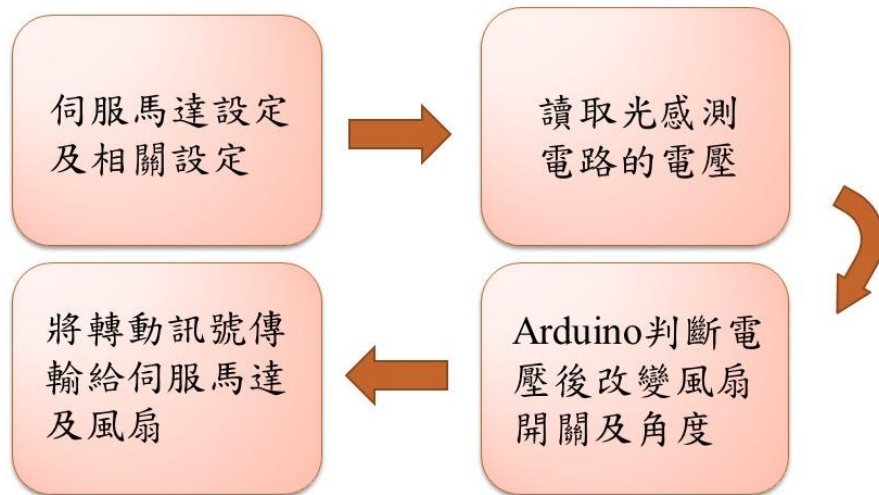 伺服馬達設定
及相關設定
讀取光感測
電路的電壓
Arduino判斷電
壓後改變風扇
開關及角度
將轉動訊號傳
輸給伺服馬達
及風扇